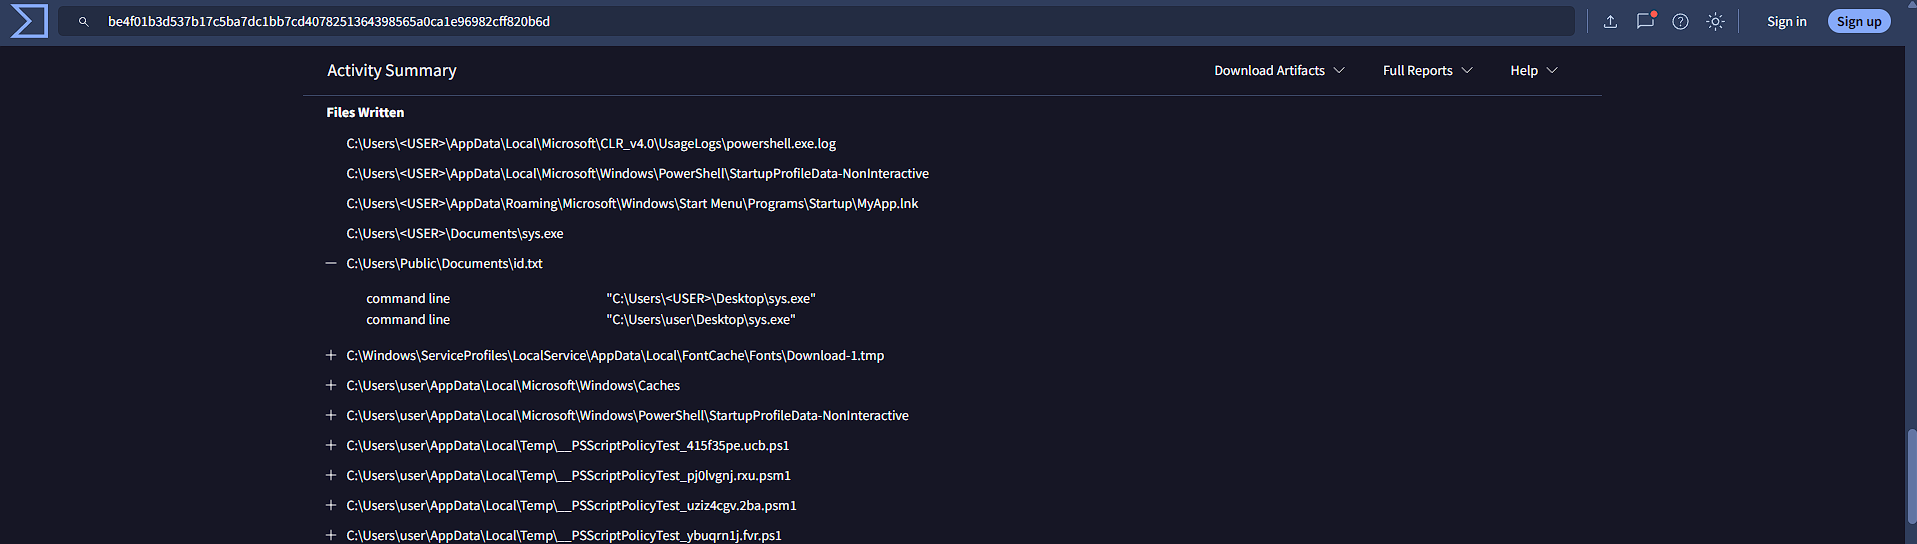 be4f01b3d537b17c5ba7dc1bb7cd4078251364398565a0ca1e96982cff820b6d
Sign in
Sign up
Activity Summary
Download Artifacts
Full Reports
Help
Files Written
C:\Users\<USER>\AppData\Local\Microsoft\CLR_v4.0\UsageLogs\powershell.exe.log
C:\Users\<USER>\AppData\Local\Microsoft\Windows\PowerShell\StartupProfileData-NonInteractive
C:\Users\<USER>\AppData\Roaming\Microsoft\Windows\Start Menu\Programs\Startup\MyApp.lnk
C:\Users\<USER>\Documents\sys.exe
C:\Users\Public\Documents\id.txt
command line "C:\Users\<USER>\Desktop\sys.exe"
command line "C:\Users\user\Desktop\sys.exe"
C:\Windows\ServiceProfiles\LocalService\AppData\Local\FontCache\Fonts\Download-1.tmp
C:\Users\user\AppData\Local\Microsoft\Windows\Caches
C:\Users\user\AppData\Local\Microsoft\Windows\PowerShell\StartupProfileData-NonInteractive
C:\Users\user\AppData\Local\Temp\__PSScriptPolicyTest_415f35pe.ucb.ps1
C:\Users\user\AppData\Local\Temp\__PSScriptPolicyTest_pj0lvgnj.rxu.psm1
C:\Users\user\AppData\Local\Temp\__PSScriptPolicyTest_uziz4cgv.2ba.psm1
C:\Users\user\AppData\Local\Temp\__PSScriptPolicyTest_ybuqrn1j.fvr.ps1